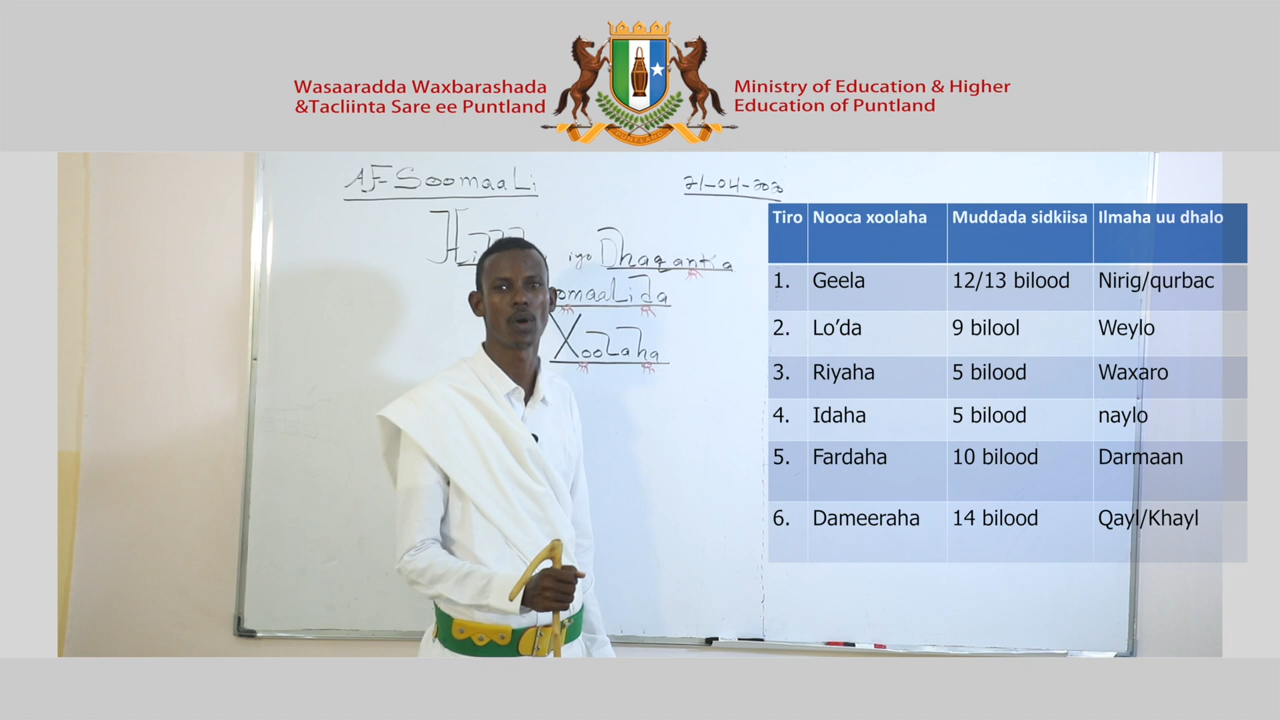 Wasaaradda Waxbarashada
&Tacliinta Sare ee Puntland
Ministry of Education & Higher
Education of Puntland
PUNTLAND
AF-SoomaaLi
iyo Dhaqanka
omaaLida
XooLaha
Tiro Nooca xoolaha Muddada sidkiisa Ilmaha uu dhalo
1. Geela 12/13 bilood Nirig/qurbac
2. Lo’da 9 bilool Weylo
3. Riyaha 5 bilood Waxaro
4. Idaha 5 bilood naylo
5. Fardaha 10 bilood Darmaan
6. Dameeraha 14 bilood Qayl/Khayl